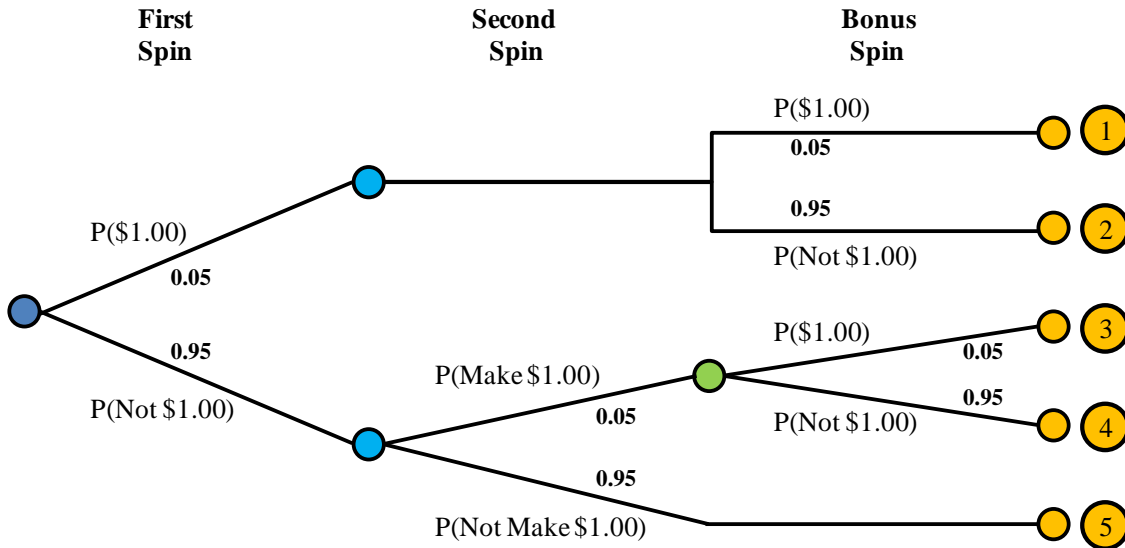 First
Spin
Second
Spin
Bonus
Spin
P($1.00)
0.05
1
0.95
P(Not $1.00)
2
P($1.00)
0.05
0.95
P(Not $1.00)
P($1.00)
0.05
3
P(Make $1.00)
0.05
0.95
P(Not $1.00)
4
0.95
P(Not Make $1.00)
5